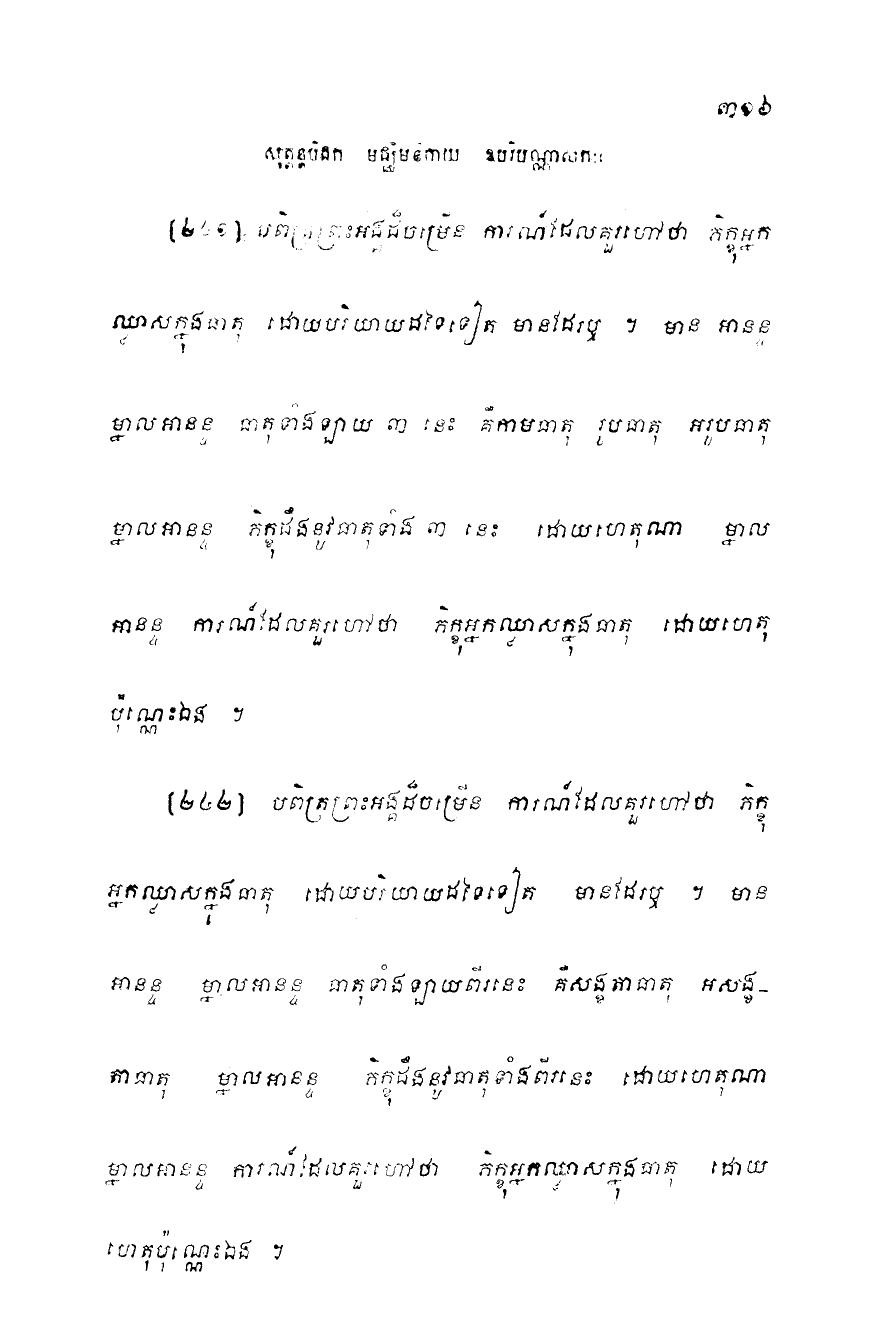 ៣១៦
សុត្តន្តបិដក មជ្ឈិមនិកាយ ឧបរិបណ្ណាសកៈ
(២៤១) បពិត្រព្រះអង្គដ៏ចម្រើន ការណ៍ដែលគួរហៅថា ភិក្ខុអ្នក
ឈ្លាសក្នុងធាតុ ដោយបរិយាយដទៃទៀត មានដែរឬ ។ មាន អានន្ទ
ម្នាលអានន្ទ ធាតុទាំងឡាយ ៣ នេះ គឺកាមធាតុ រូបធាតុ អរូបធាតុ
ម្នាលអានន្ទ ភិក្ខុដឹងនូវធាតុទាំង ៣ នេះ ដោយហេតុណា ម្នាល
អានន្ទ ការណ៍ដែលគួរហៅថា ភិក្ខុអ្នកឈ្លាសក្នុងធាតុ ដោយហេតុ
ប៉ុណ្ណេះឯង ។
(២៤២) បពិត្រព្រះអង្គដ៏ចម្រើន ការណ៍ដែលគួរហៅថា ភិក្ខុ
អ្នកឈ្លាសក្នុងធាតុ ដោយបរិយាយដទៃទៀត មានដែរឬ ។ មាន
អានន្ទ ម្នាលអានន្ទ ធាតុទាំងឡាយពីរនេះ គឺសង្ខតាធាតុ អសង្ខ-
តាធាតុ ម្នាលអានន្ទ ភិក្ខុដឹងនូវធាតុទាំងពីរនេះ ដោយហេតុណា
ម្នាលអានន្ទ ការណ៍ដែលគួរហៅថា ភិក្ខុអ្នកឈ្លាសក្នុងធាតុ ដោយ
ហេតុប៉ុណ្ណេះឯង ។